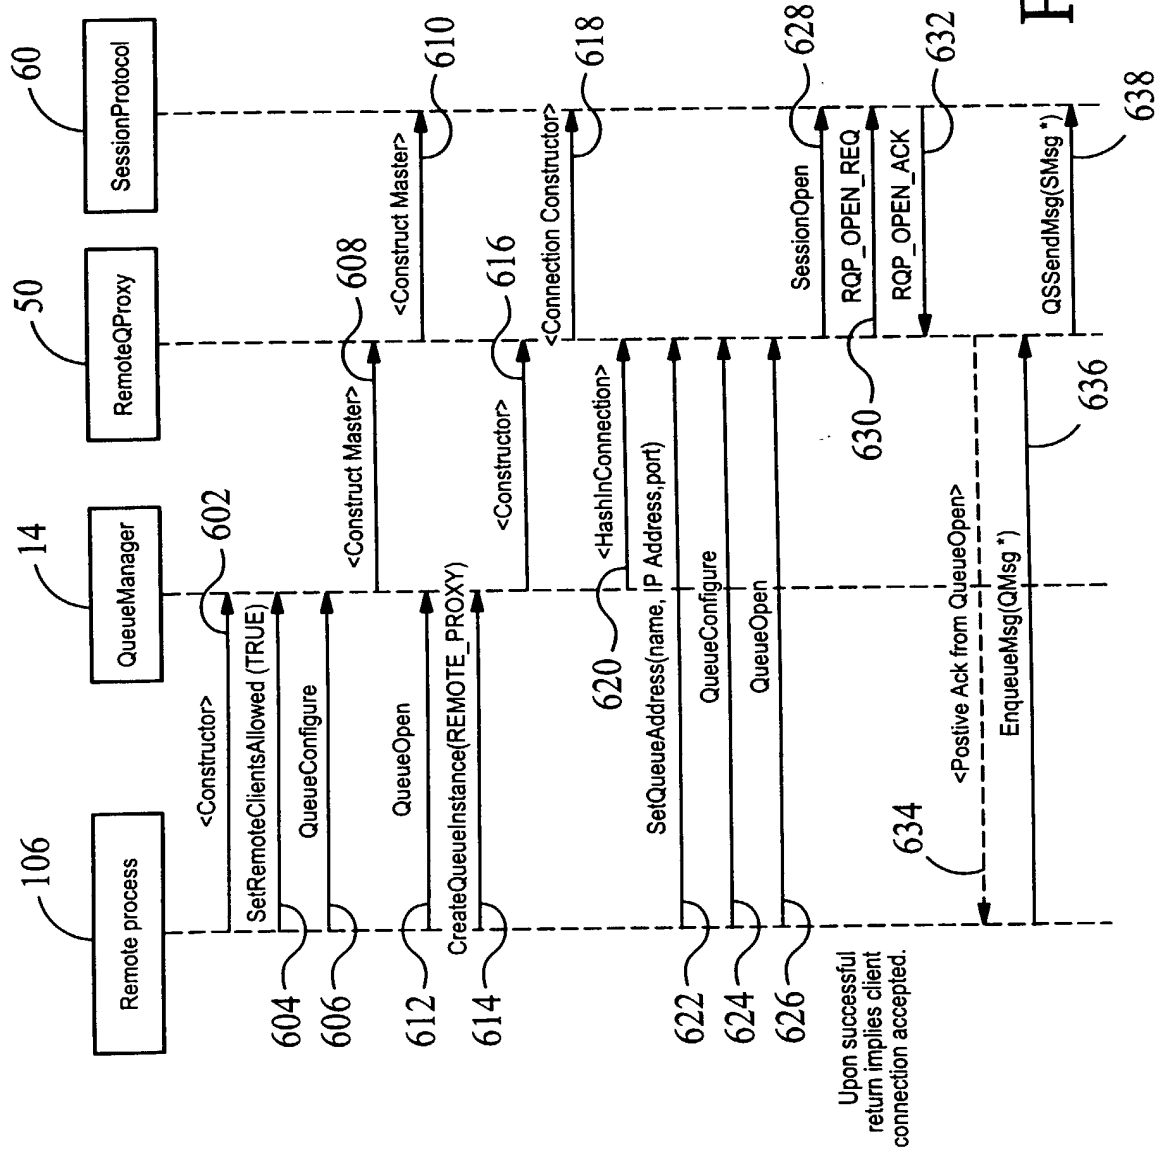 106
14
50
60
Remote process
QueueManager
RemoteQProxy
SessionProtocol
<Constructor>
602
SetRemoteClientsAllowed (TRUE)
604
QueueConfigure
606
<Construct Master>
608
<Construct Master>
610
QueueOpen
612
CreateQueueInstance(REMOTE_PROXY)
614
<Constructor>
616
<Connection Constructor>
618
<HashInConnection>
620
SetQueueAddress(name, IP Address,port)
622
QueueConfigure
624
QueueOpen
626
SessionOpen
628
Upon successful
return implies client
connection accepted.
RQP_OPEN_REQ
630
RQP_OPEN_ACK
632
<Postive Ack from QueueOpen>
634
EnqueueMsg(QMsg *)
636
QSSendMsg(SMsg *)
638